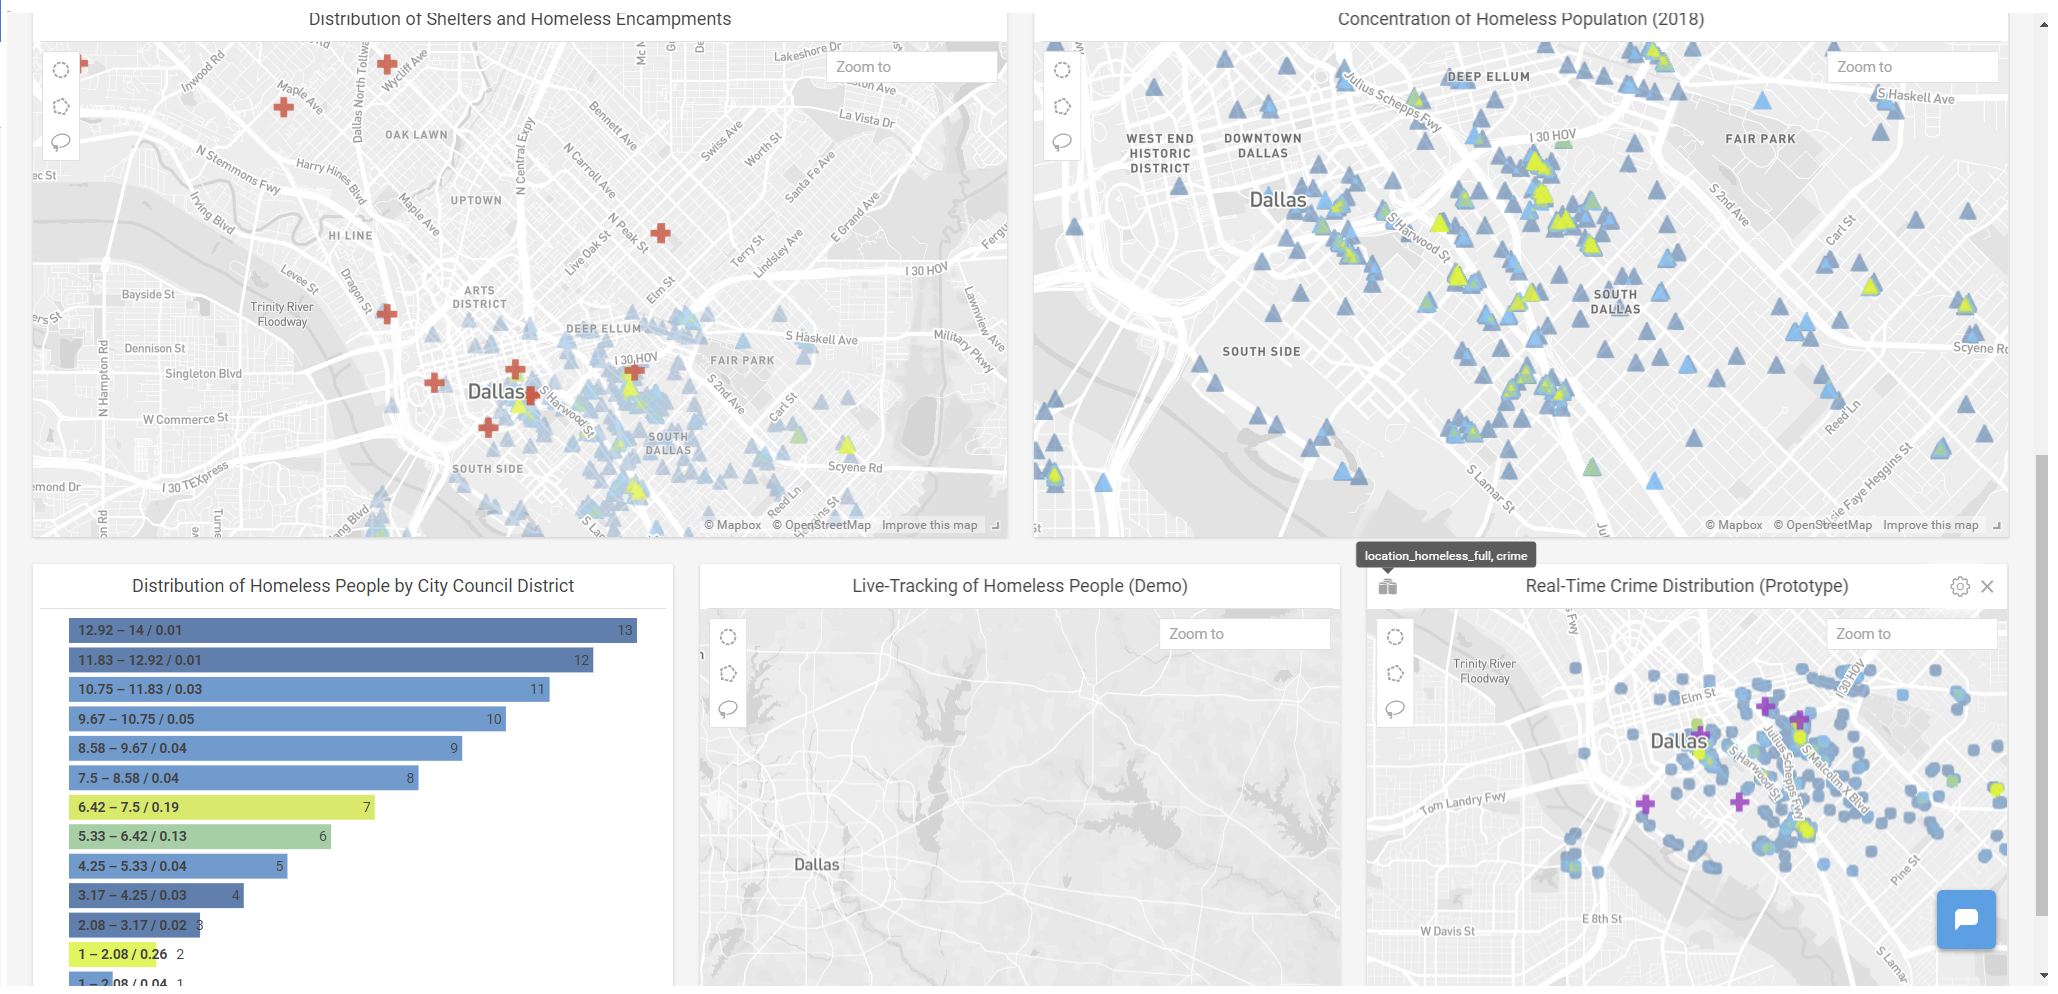 Distribution of Shelters and Homeless Encampments
Zoom to
Lakeshore Dr
Inwood Rd
Maple Ave
Dallas North Tollway
Wycliff Ave
OAK LAWN
Bennett Ave
La Vista Dr
Swiss Ave
Worth St
N Central Expy
N Carroll Ave
Santa Fe Ave
N Stemmons Fwy
Harry Hines Blvd
Irving Blvd
Maple Ave
UPTOWN
HI LINE
N Peak St
Live Oak St
E Grand Ave
Terry St
Lindsley Ave
Levee St
Dragon St
I 30 HOV
Elm St
Bayside St
ARTS
DISTRICT
Trinity River
Floodway
Lawnview Ave
DEEP ELLUM
S Haskell Ave
Military Pkwy
Dennison St
N Hampton Rd
Singleton Blvd
I 30 HOV
FAIR PARK
S 2nd Ave
Dallas
S Harwood St
Carl St
W Commerce St
SOUTH
DALLAS
SOUTH SIDE
Scyene Rd
I 30 TEXpress
Reed Ln
© Mapbox © OpenStreetMap Improve this map
Concentration of Homeless Population (2018)
Zoom to
DEEP ELLUM
Julius Schepps Fwy
S Haskell Ave
WEST END
HISTORIC
DISTRICT
DOWNTOWN
DALLAS
I 30 HOV
FAIR PARK
Dallas
S Harwood St
S 2nd Ave
Carl St
SOUTH
DALLAS
SOUTH SIDE
Scyene Rd
Reed Ln
S Lamar St
Elsie Faye Heggins St
© Mapbox © OpenStreetMap Improve this map
location_homeless_full, crime
Distribution of Homeless People by City Council District
12.92 – 14 / 0.01 13
11.83 – 12.92 / 0.01 12
10.75 – 11.83 / 0.03 11
9.67 – 10.75 / 0.05 10
8.58 – 9.67 / 0.04 9
7.5 – 8.58 / 0.04 8
6.42 – 7.5 / 0.19 7
5.33 – 6.42 / 0.13 6
4.25 – 5.33 / 0.04 5
3.17 – 4.25 / 0.03 4
2.08 – 3.17 / 0.02 3
1 – 2.08 / 0.26 2
1 – 2.08 / 0.04 1
Live-Tracking of Homeless People (Demo)
Zoom to
Dallas
Real-Time Crime Distribution (Prototype)
Zoom to
Trinity River
Floodway
I 30 HOV
Elm St
Dallas
S Harwood St
Julius Schepps Fwy
S Malcolm X Blvd
Tom Landry Fwy
Pine St
E 8th St
W Davis St
S Lamar